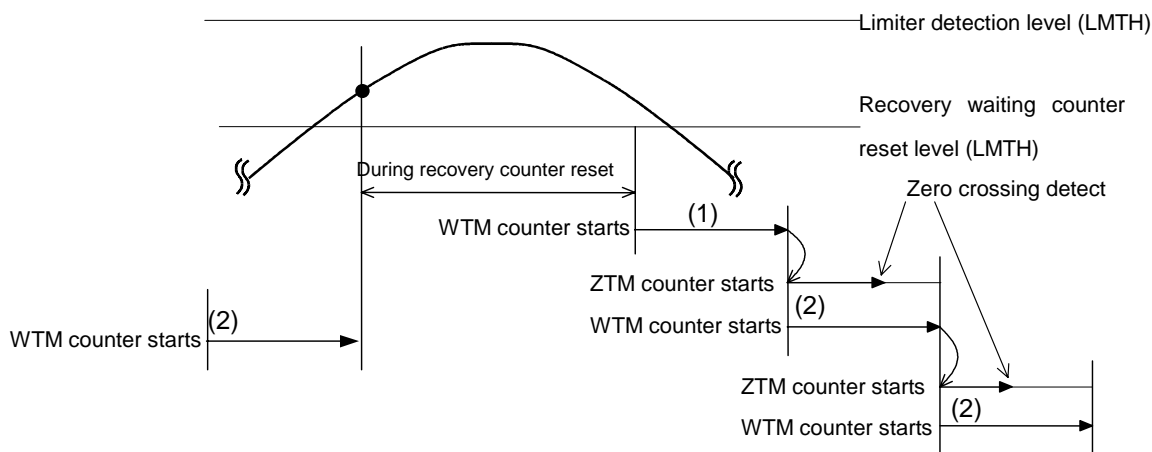 Limiter detection level (LMTH)
Recovery waiting counter
reset level (LMTH)
During recovery counter reset
Zero crossing detect
WTM counter starts
(1)
ZTM counter starts
(2)
WTM counter starts
(2)
WTM counter starts
ZTM counter starts
(2)
WTM counter starts